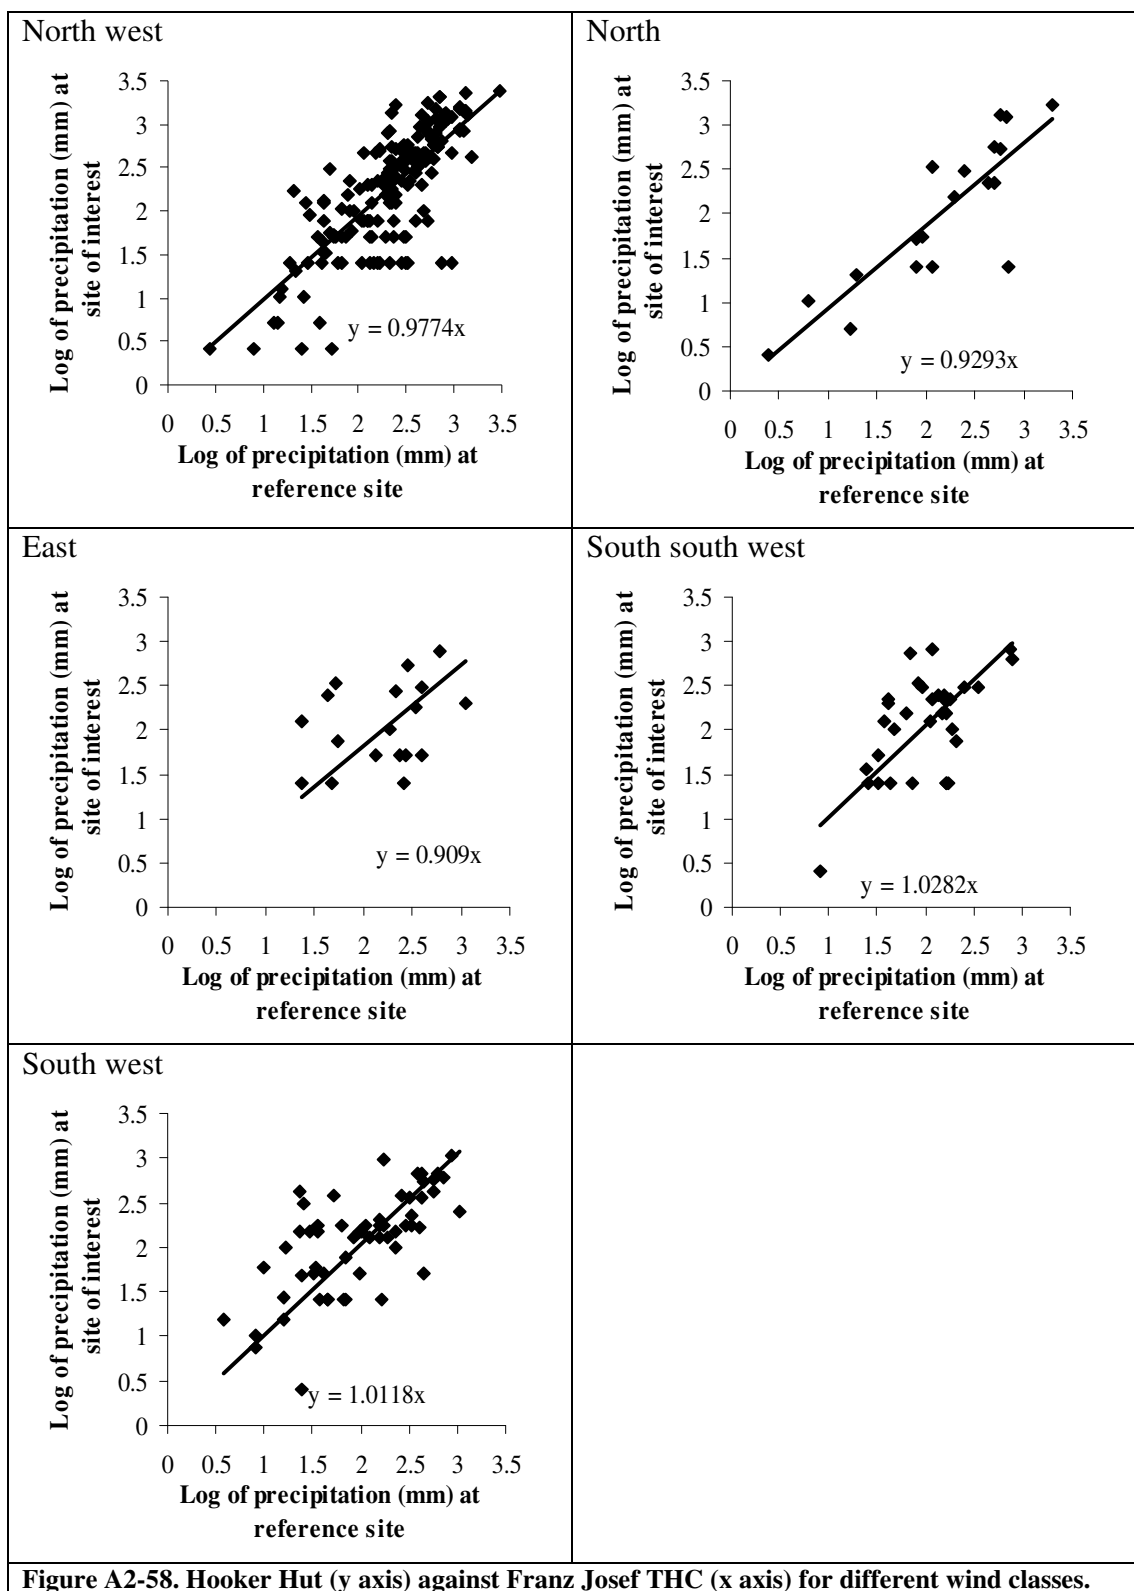 North west
Log of precipitation (mm) at
site of interest
3.5
3
2.5
2
1.5
1
0.5
0
y = 0.9774x
0 0.5 1 1.5 2 2.5 3 3.5
Log of precipitation (mm) at
reference site
North
Log of precipitation (mm) at
site of interest
3.5
3
2.5
2
1.5
1
0.5
0
y = 0.9293x
0 0.5 1 1.5 2 2.5 3 3.5
Log of precipitation (mm) at
reference site
East
Log of precipitation (mm) at
site of interest
3.5
3
2.5
2
1.5
1
0.5
0
y = 0.909x
0 0.5 1 1.5 2 2.5 3 3.5
Log of precipitation (mm) at
reference site
South south west
Log of precipitation (mm) at
site of interest
3.5
3
2.5
2
1.5
1
0.5
0
y = 1.0282x
0 0.5 1 1.5 2 2.5 3 3.5
Log of precipitation (mm) at
reference site
South west
Log of precipitation (mm) at
site of interest
3.5
3
2.5
2
1.5
1
0.5
0
y = 1.0118x
0 0.5 1 1.5 2 2.5 3 3.5
Log of precipitation (mm) at
reference site
Figure A2-58. Hooker Hut (y axis) against Franz Josef THC (x axis) for different wind classes.